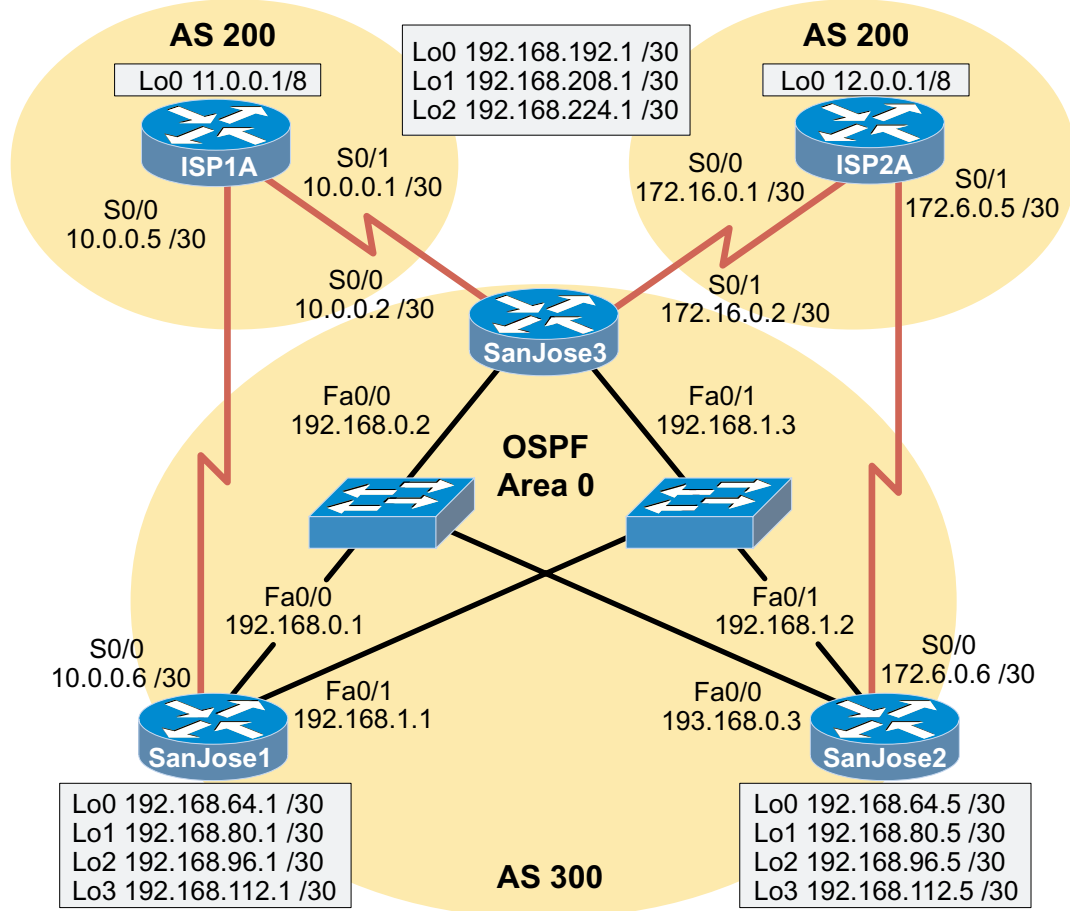 AS 200
Lo0 11.0.0.1/8
ISP1A
S0/1
10.0.0.1 /30
S0/0
10.0.0.5 /30
Lo0 192.168.192.1 /30
Lo1 192.168.208.1 /30
Lo2 192.168.224.1 /30
AS 200
Lo0 12.0.0.1/8
ISP2A
S0/0
172.16.0.1 /30
S0/1
172.6.0.5 /30
S0/0
10.0.0.2 /30
S0/1
172.16.0.2 /30
SanJose3
Fa0/0
192.168.0.2
Fa0/1
192.168.1.3
OSPF
Area 0
Fa0/0
192.168.0.1
Fa0/1
192.168.1.2
S0/0
10.0.0.6 /30
S0/0
172.6.0.6 /30
Fa0/1
192.168.1.1
Fa0/0
193.168.0.3
SanJose1
SanJose2
Lo0 192.168.64.1 /30
Lo1 192.168.80.1 /30
Lo2 192.168.96.1 /30
Lo3 192.168.112.1 /30
AS 300
Lo0 192.168.64.5 /30
Lo1 192.168.80.5 /30
Lo2 192.168.96.5 /30
Lo3 192.168.112.5 /30